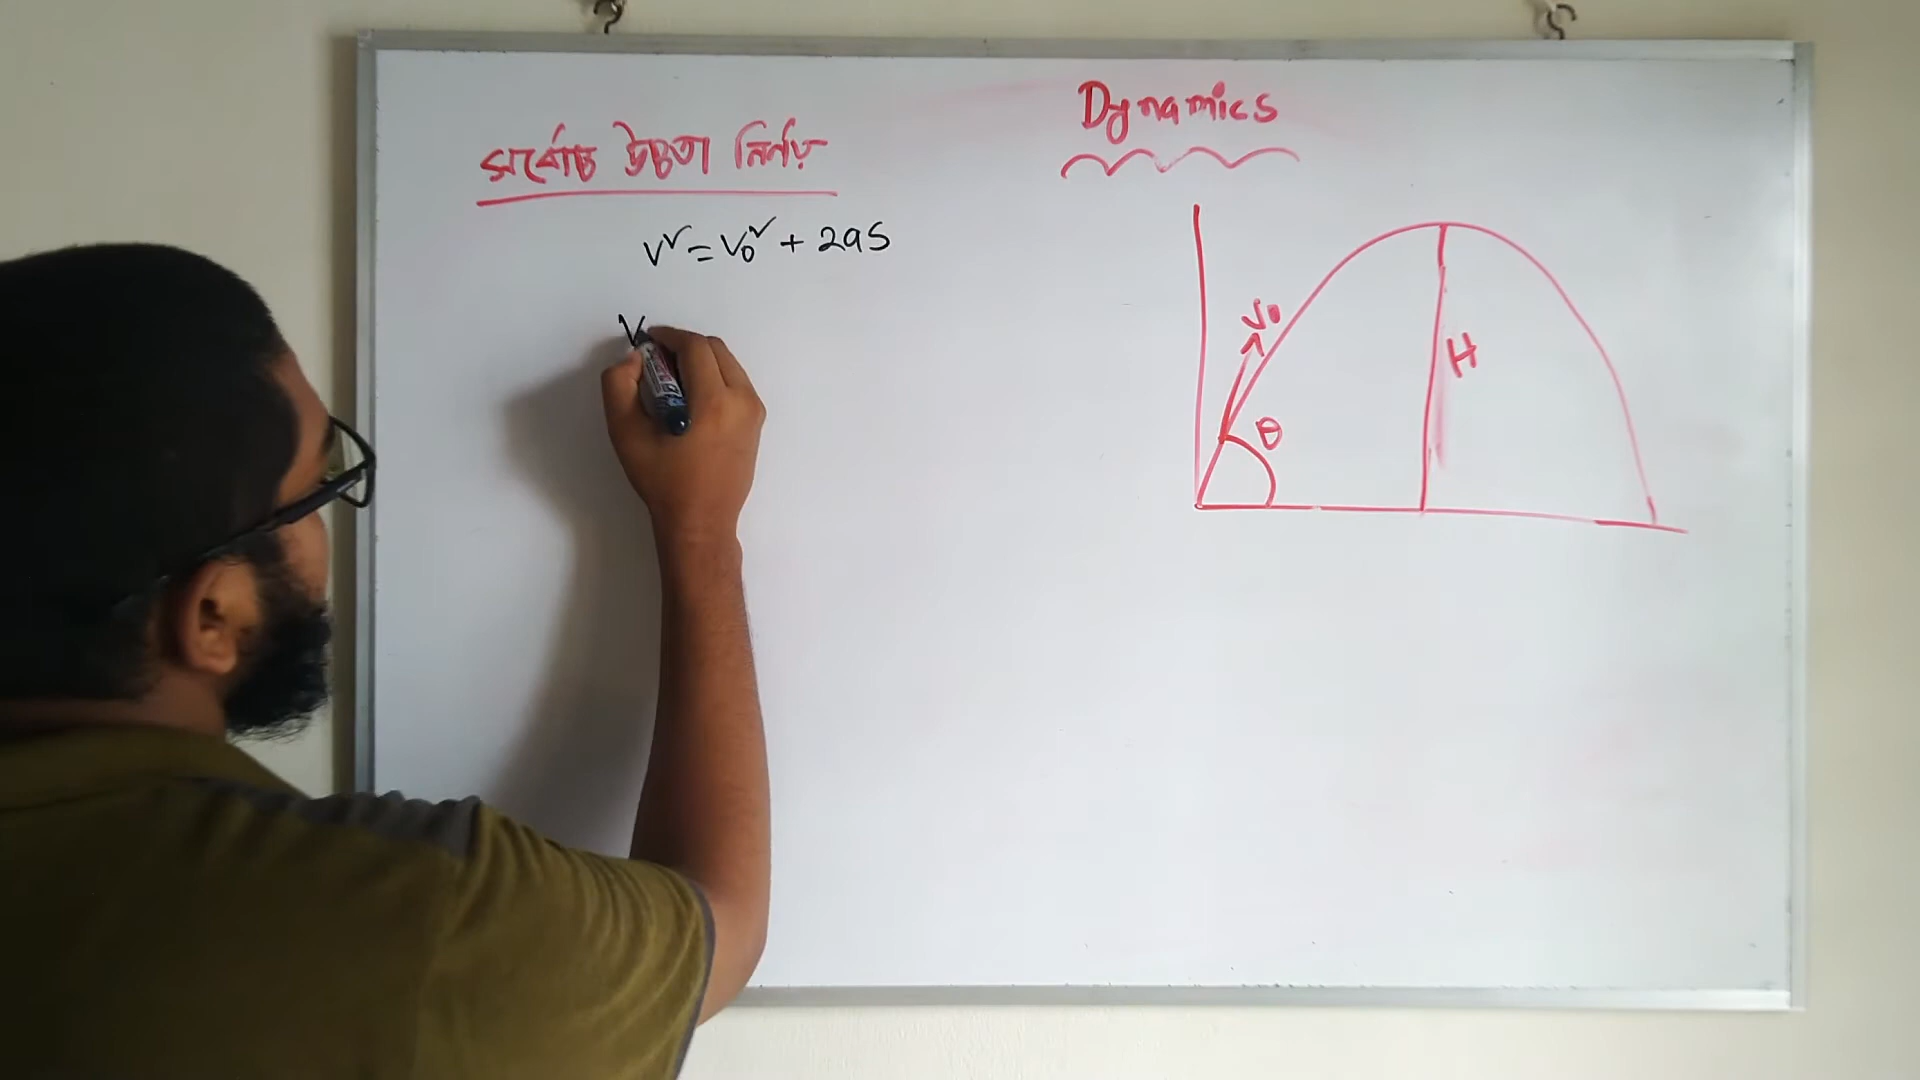 Dynamics
সর্বোচ্চ উচ্চতা নির্ণয়
v² = v₀² + 2as
v
v₀
H
θ